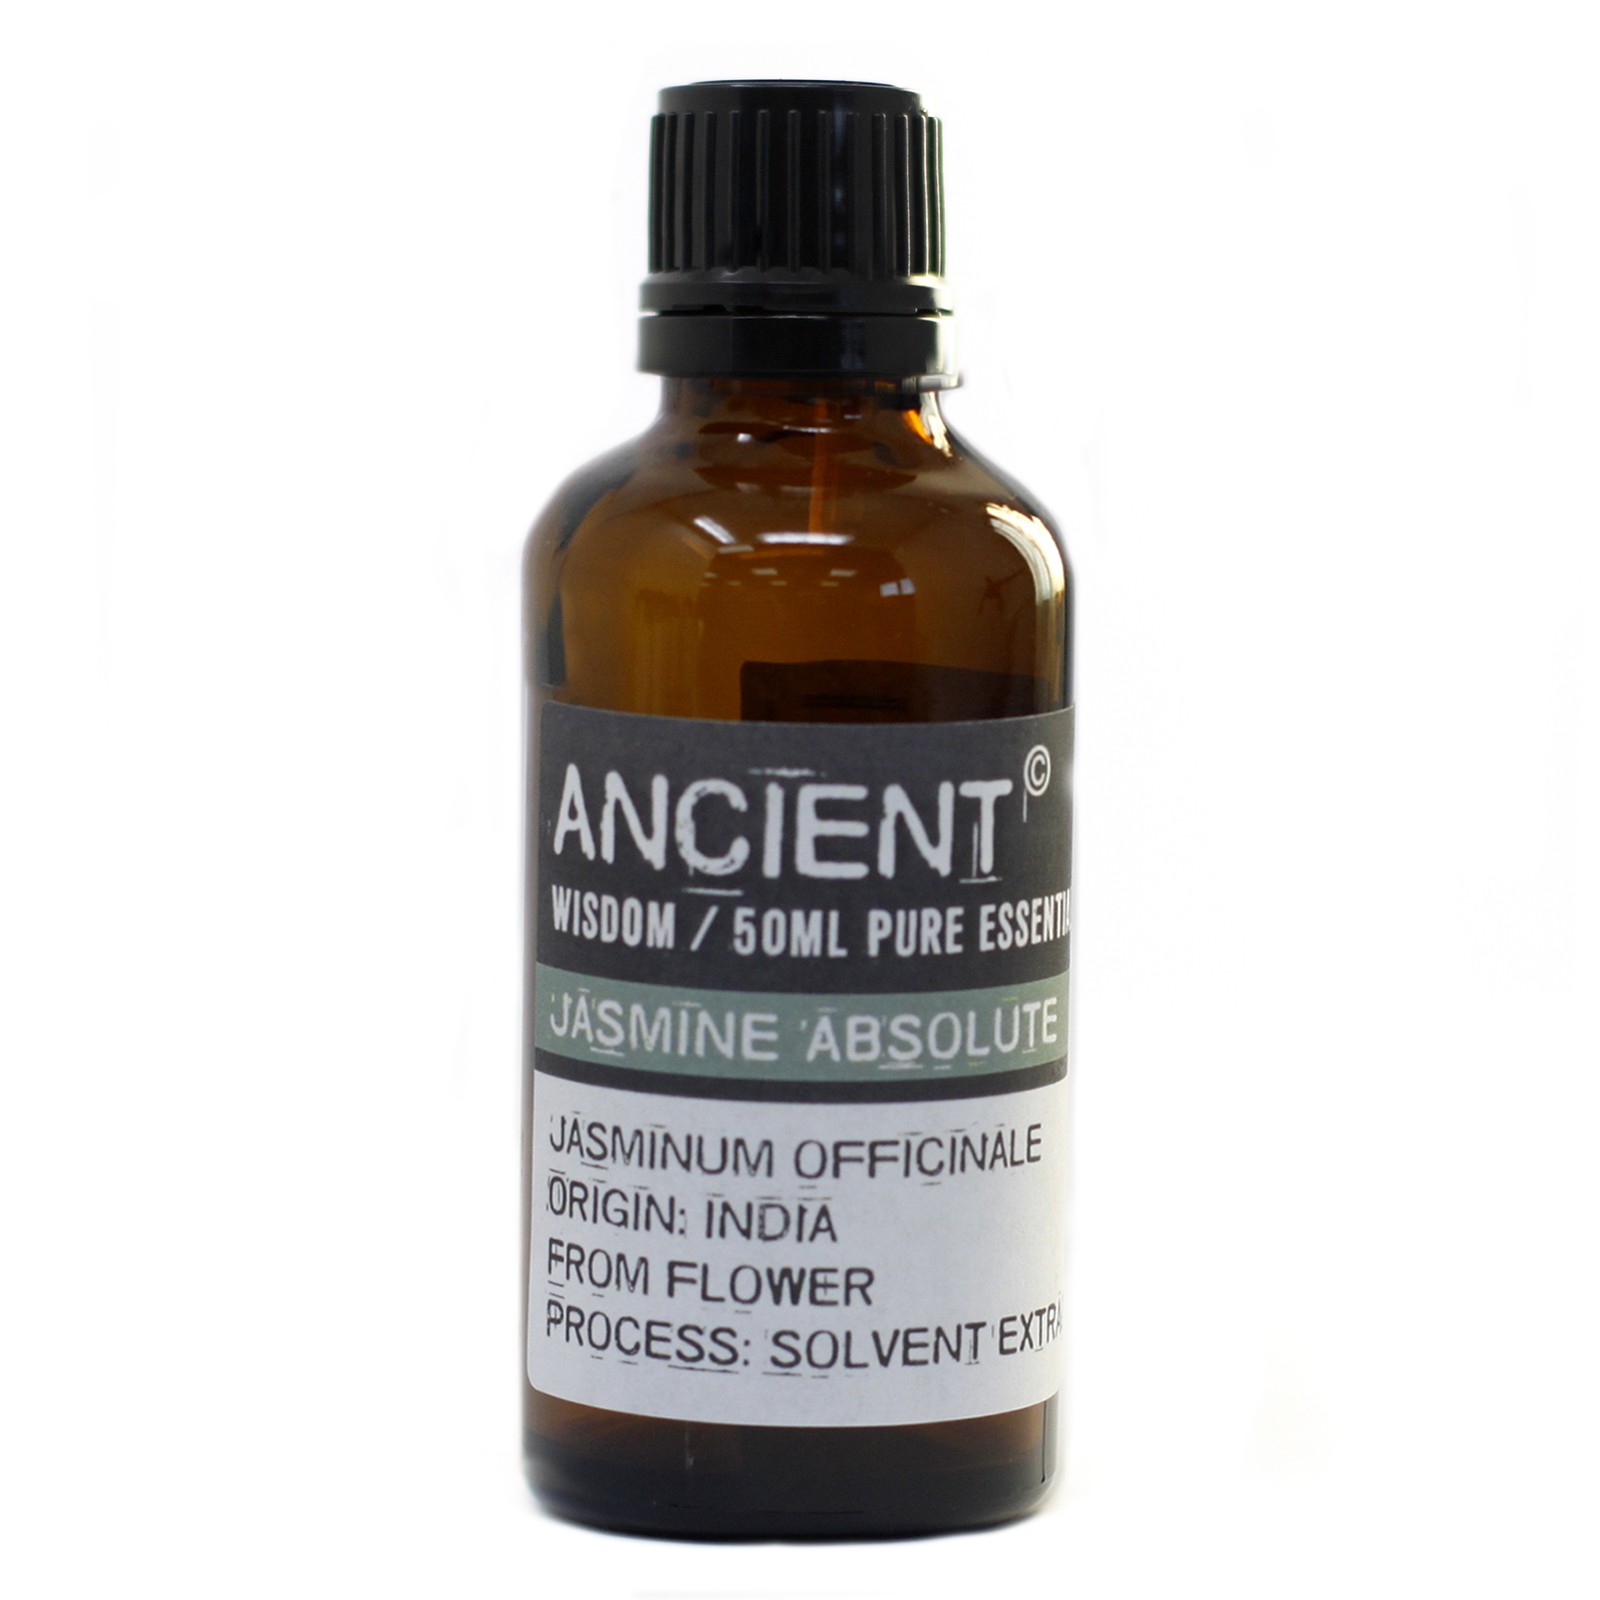 ANCIENT©
WISDOM / 50ML PURE ESSENTIA
JASMINE ABSOLUTE
JASMINUM OFFICINALE
ORIGIN: INDIA
FROM FLOWER
PROCESS: SOLVENT EXTRA